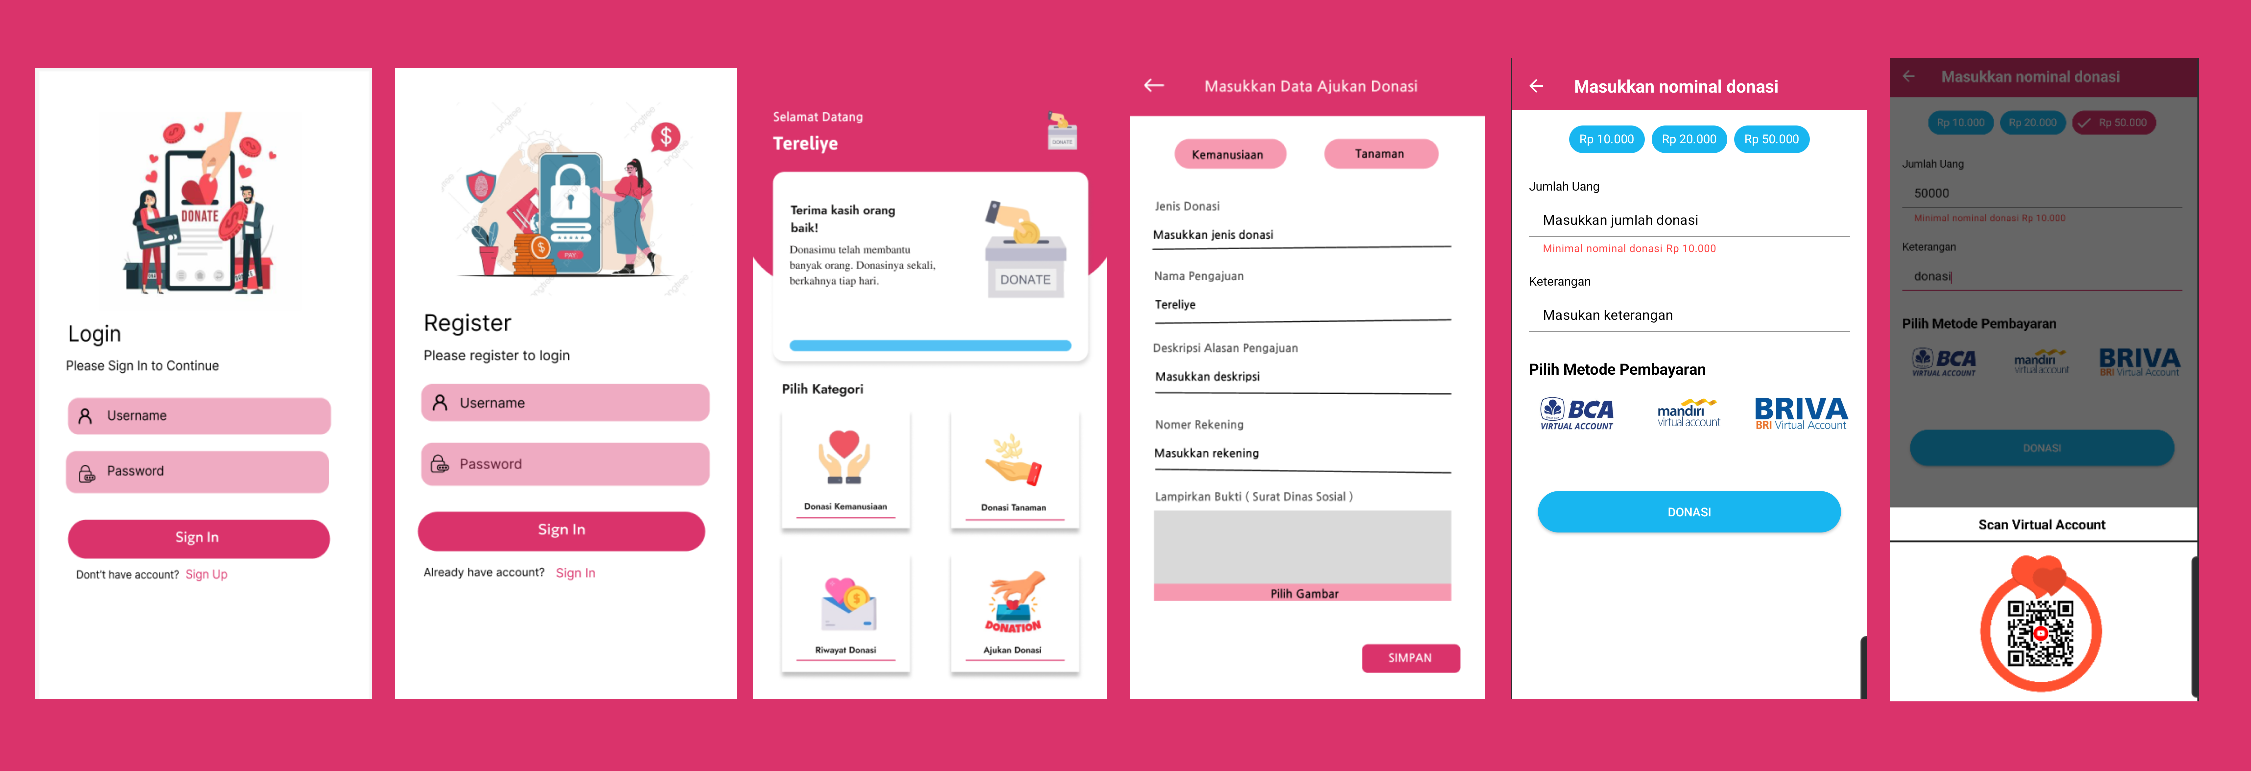 DONATE
Login
Please Sign In to Continue
Username
Password
Sign In
Dont't have account? Sign Up
pngtree
pngtree
$
PAY
pngtree
pngtree
Register
Please register to login
Username
Password
Sign In
Already have account? Sign In
Selamat Datang
Tereliye
DONATE
Terima kasih orang
baik!
Donasimu telah membantu
banyak orang. Donasinya sekali,
berkahnya tiap hari.
DONATE
Pilih Kategori
Donasi Kemanusiaan
Donasi Tanaman
$
Riwayat Donasi
DONATION
Ajukan Donasi
Masukkan Data Ajukan Donasi
Kemanusiaan
Tanaman
Jenis Donasi
Masukkan jenis donasi
Nama Pengajuan
Tereliye
Deskripsi Alasan Pengajuan
Masukkan deskripsi
Nomer Rekening
Masukkan rekening
Lampirkan Bukti ( Surat Dinas Sosial )
Pilih Gambar
SIMPAN
Masukkan nominal donasi
Rp 10.000
Rp 20.000
Rp 50.000
Jumlah Uang
Masukkan jumlah donasi
Minimal nominal donasi Rp 10.000
Keterangan
Masukan keterangan
Pilih Metode Pembayaran
BCA
VIRTUAL ACCOUNT
mandiri
virtual account
BRIVA
BRI Virtual Account
DONASI
Masukkan nominal donasi
Rp 10.000
Rp 20.000
Rp 50.000
Jumlah Uang
50000
Minimal nominal donasi Rp 10.000
Keterangan
donasi
Pilih Metode Pembayaran
BCA
VIRTUAL ACCOUNT
mandiri
virtual account
BRIVA
BRI Virtual Account
DONASI
Scan Virtual Account